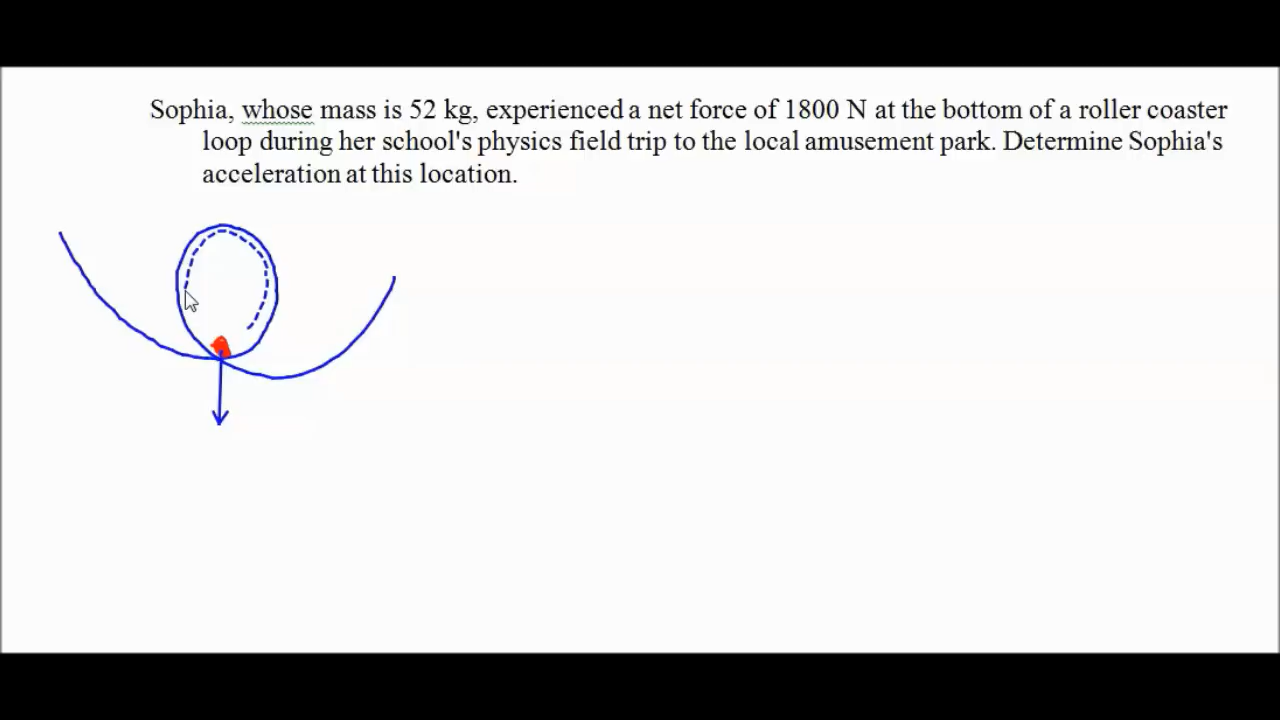 Sophia, whose mass is 52 kg, experienced a net force of 1800 N at the bottom of a roller coaster
loop during her school's physics field trip to the local amusement park. Determine Sophia's
acceleration at this location.